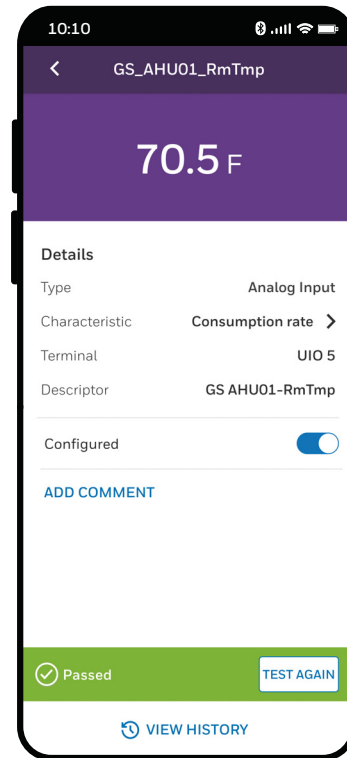 10:10
GS_AHU01_RmTmp
70.5 F
Details
Type Analog Input
Characteristic Consumption rate
Terminal UIO 5
Descriptor GS AHU01-RmTmp
Configured
ADD COMMENT
Passed TEST AGAIN
VIEW HISTORY